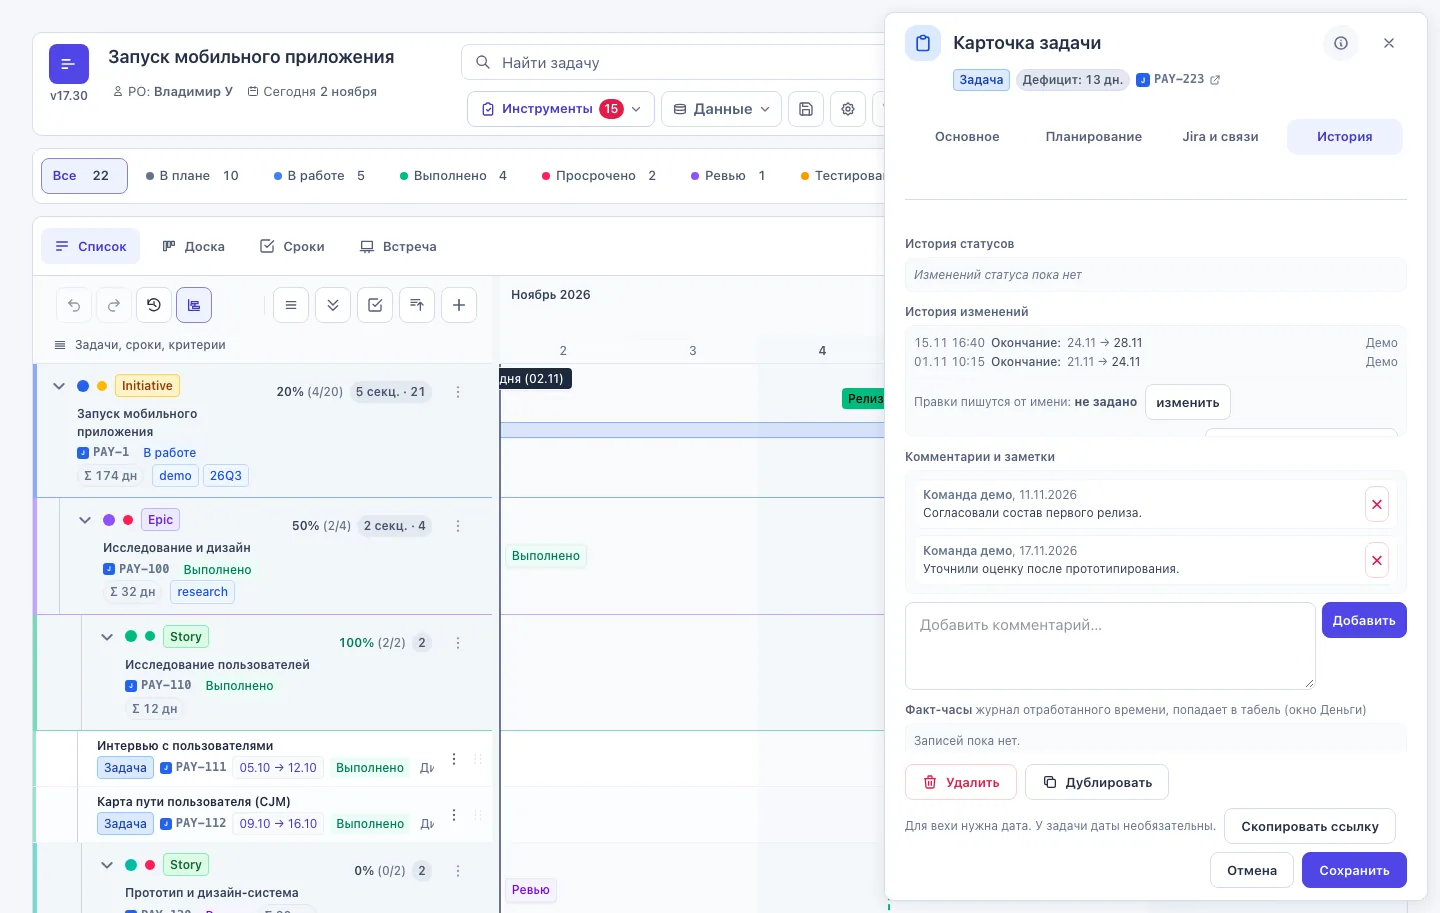 Запуск мобильного приложения
v17.30
PO: Владимир У
Сегодня 2 ноября
Найти задачу
Инструменты 15
Данные
Все 22
В плане 10
В работе 5
Выполнено 4
Просрочено 2
Ревью 1
Тестирова
Список
Доска
Сроки
Встреча
Задачи, сроки, критерии
Ноябрь 2026
2 3 4
дня (02.11)
Релиз
Initiative
20% (4/20) 5 секц. · 21
Запуск мобильного
приложения
PAY-1 В работе
Σ 174 дн demo 26Q3
Epic
50% (2/4) 2 секц. · 4
Исследование и дизайн
PAY-100 Выполнено
Σ 32 дн research
Выполнено
Story
100% (2/2) 2
Исследование пользователей
PAY-110 Выполнено
Σ 12 дн
Интервью с пользователями
Задача PAY-111 05.10 → 12.10 Выполнено
Карта пути пользователя (CJM)
Задача PAY-112 09.10 → 16.10 Выполнено
Story
0% (0/2) 2
Прототип и дизайн-система
Ревью
Карточка задачи
Задача Дефицит: 13 дн. PAY-223
Основное
Планирование
Jira и связи
История
История статусов
Изменений статуса пока нет
История изменений
15.11 16:40 Окончание: 24.11 → 28.11 Демо
01.11 10:15 Окончание: 21.11 → 24.11 Демо
Правки пишутся от имени: не задано изменить
Комментарии и заметки
Команда демо, 11.11.2026
Согласовали состав первого релиза.
Команда демо, 17.11.2026
Уточнили оценку после прототипирования.
Добавить комментарий...
Добавить
Факт-часы журнал отработанного времени, попадает в табель (окно Деньги)
Записей пока нет.
Удалить
Дублировать
Для вехи нужна дата. У задачи даты необязательны.
Скопировать ссылку
Отмена
Сохранить